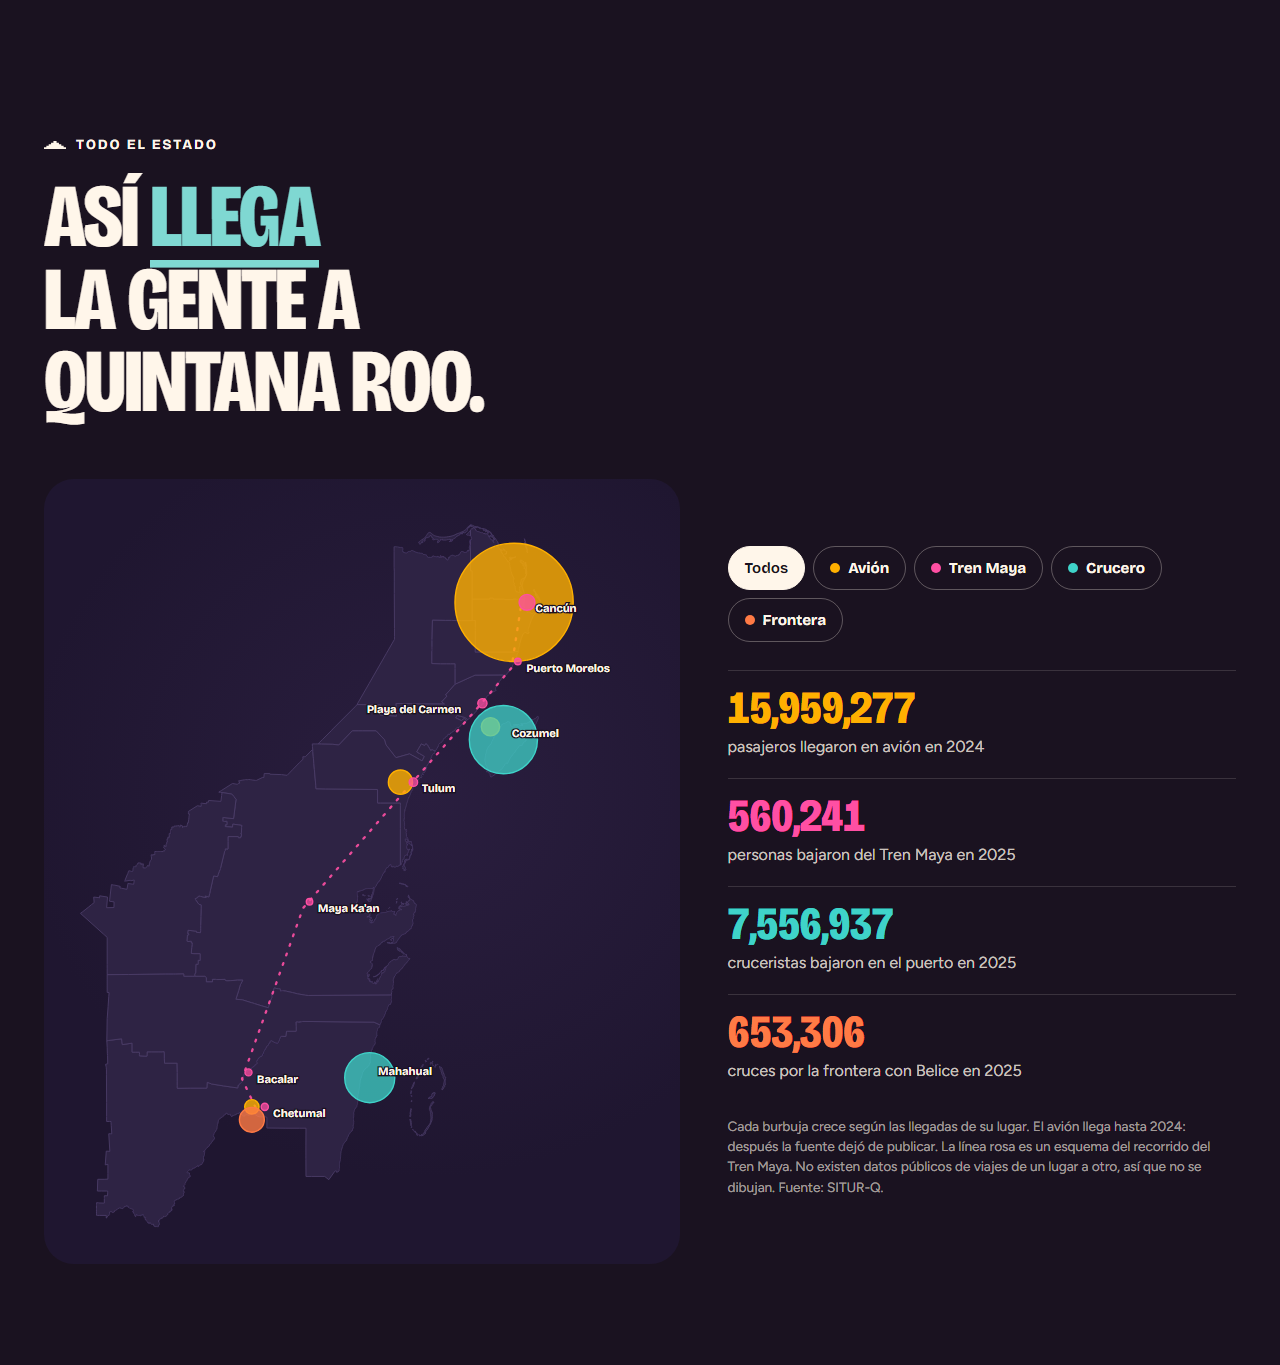 TODO EL ESTADO
ASÍ LLEGA
LA GENTE A
QUINTANA ROO.
Cancún
Puerto Morelos
Playa del Carmen
Cozumel
Tulum
Maya Ka'an
Mahahual
Bacalar
Chetumal
Todos
Avión
Tren Maya
Crucero
Frontera
15,959,277
pasajeros llegaron en avión en 2024
560,241
personas bajaron del Tren Maya en 2025
7,556,937
cruceristas bajaron en el puerto en 2025
653,306
cruces por la frontera con Belice en 2025
Cada burbuja crece según las llegadas de su lugar. El avión llega hasta 2024:
después la fuente dejó de publicar. La línea rosa es un esquema del recorrido del
Tren Maya. No existen datos públicos de viajes de un lugar a otro, así que no se
dibujan. Fuente: SITUR-Q.